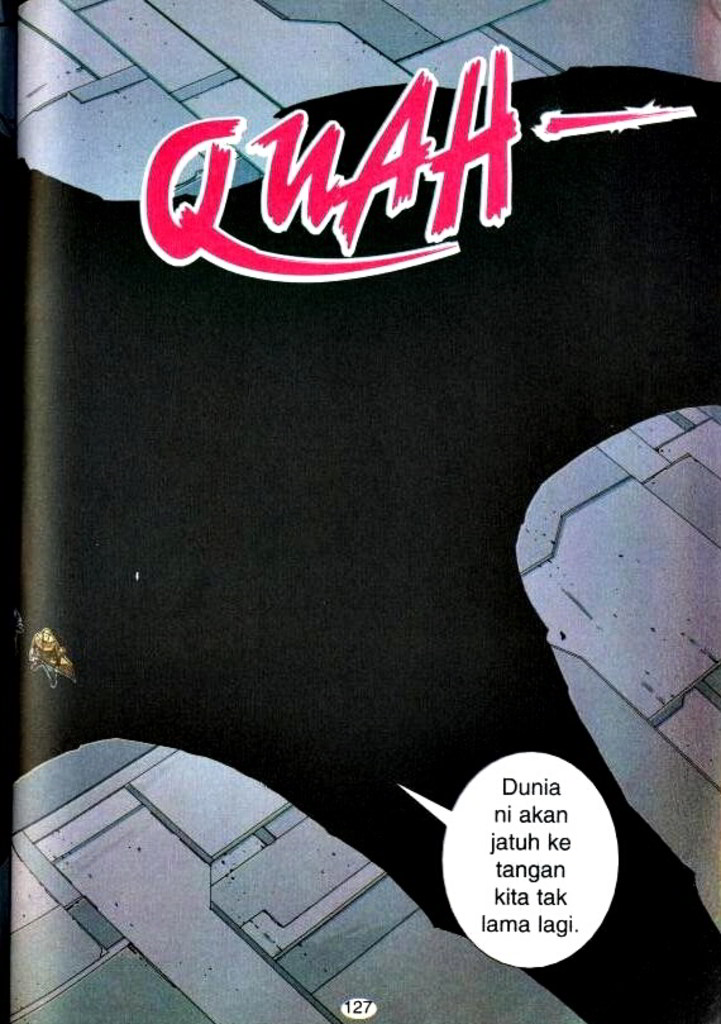 QUAH—
Dunia
ni akan
jatuh ke
tangan
kita tak
lama lagi.
127